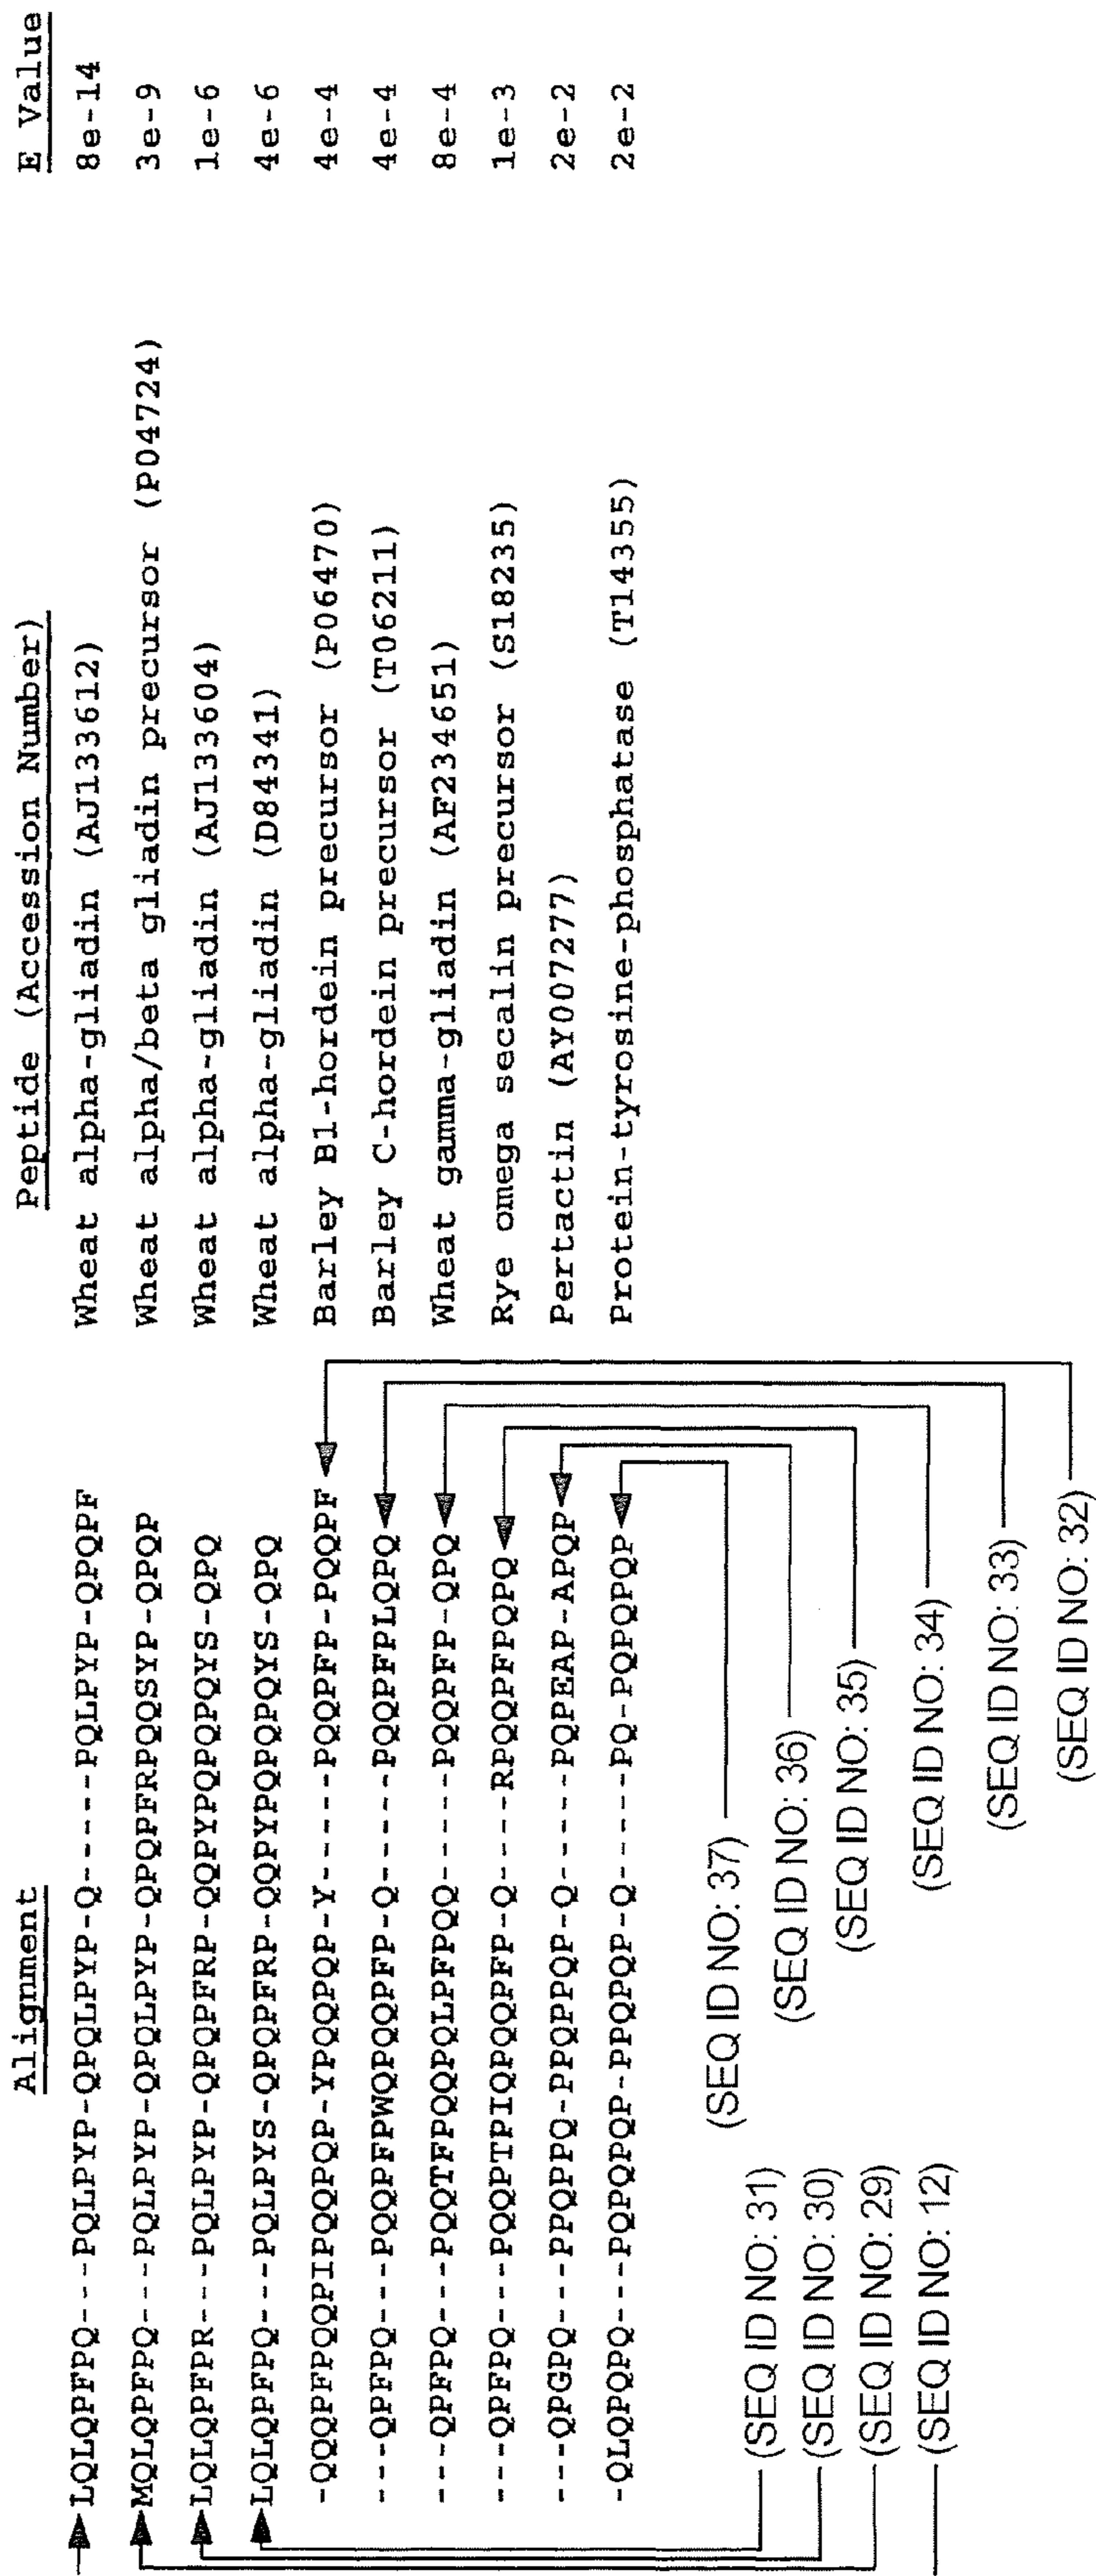 Alignment Peptide (Accession Number) E Value
LQLQPFPQ---PQLPYP-QPQLPYP-Q-----PQLPYP-QPQPF Wheat alpha-gliadin (AJ133612) 8e-14
MQLQPFPQ---PQLPYP-QPQLPYP-QPQPFRPQQSYP-QPQP Wheat alpha/beta gliadin precursor (P04724) 3e-9
LQLQPFPR---PQLPYP-QPQPFRP-QQPYPQPQPQYS-QPQ Wheat alpha-gliadin (AJ133604) 1e-6
LQLQPFPQ---PQLPYS-QPQPFRP-QQPYPQPQPQYS-QPQ Wheat alpha-gliadin (D84341) 4e-6
-QQQPFPQQPIPQQPQP-YPQQPQP-Y-----PQQPFP-PQQPF Barley B1-hordein precursor (P06470) 4e-4
---QPFPQ---PQQPFPWQPQQPFP-Q-----PQQPFPLQPQ Barley C-hordein precursor (T06211) 4e-4
---QPFPQ---PQQTFPQQPQLPFPQQ-----PQQPFP-QPQ Wheat gamma-gliadin (AF234651) 8e-4
---QPFPQ---PQQPTPIQPQQPFP-Q----RPQQPFPQPQ Rye omega secalin precursor (S18235) 1e-3
---QPGPQ---PPQPPQ-PPQPPQP-Q-----PQPEAP-APQP Pertactin (AY007277) 2e-2
-QLQPQPQ---PQPQPQP-PPQPQP-Q-----PQ-PQPQPQP Protein-tyrosine-phosphatase (T14355) 2e-2
(SEQ ID NO: 31)
(SEQ ID NO: 30)
(SEQ ID NO: 29)
(SEQ ID NO: 12)
(SEQ ID NO: 37)
(SEQ ID NO: 36)
(SEQ ID NO: 35)
(SEQ ID NO: 34)
(SEQ ID NO: 33)
(SEQ ID NO: 32)